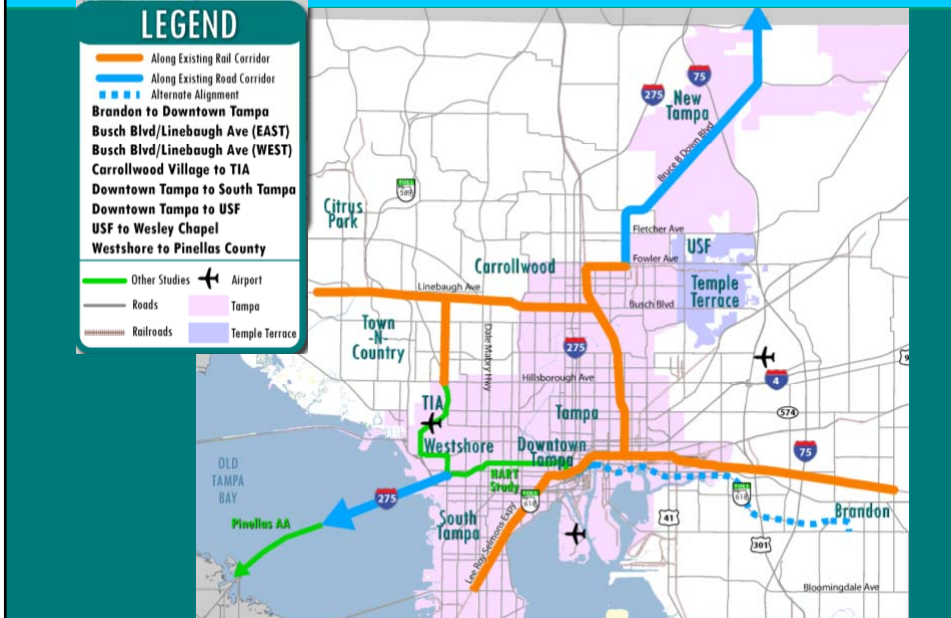 LEGEND
Along Existing Rail Corridor
Along Existing Road Corridor
Alternate Alignment
Brandon to Downtown Tampa
Busch Blvd/Linebaugh Ave (EAST)
Busch Blvd/Linebaugh Ave (WEST)
Carrollwood Village to TIA
Downtown Tampa to South Tampa
Downtown Tampa to USF
USF to Wesley Chapel
Westshore to Pinellas County
Other Studies
Airport
Roads
Tampa
Railroads
Temple Terrace
75
275
New
Tampa
Bruce B Down Blvd
TOLL
589
Citrus
Park
Fletcher Ave
USF
Fowler Ave
Carrollwood
Temple
Terrace
Linebaugh Ave
Busch Blvd
Town
-N-
Country
Dale Mabry Hwy
275
Hillsborough Ave
4
9
574
TIA
Tampa
Westshore
Downtown
Tampa
75
HART
Study
OLD
TAMPA
BAY
275
TOLL
618
TOLL
618
Pinellas AA
South
Tampa
41
Brandon
Lee Roy Selmons Expy
301
Bloomingdale Ave